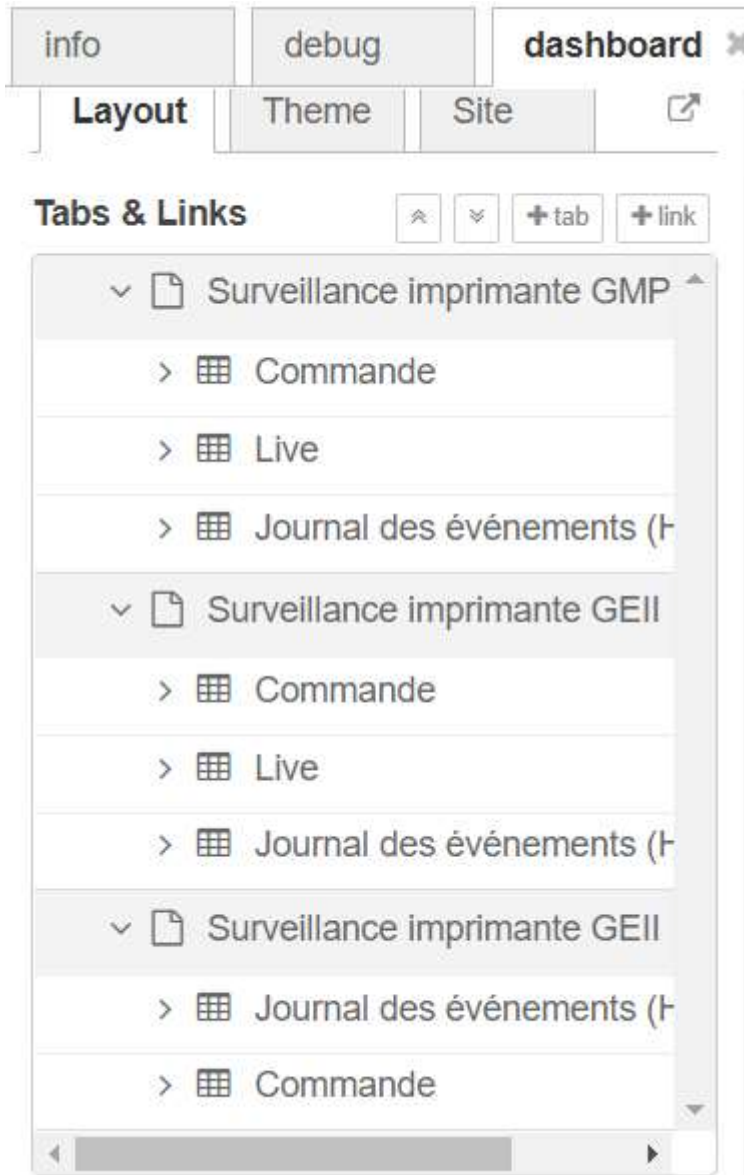 info debug dashboard
Layout Theme Site
Tabs & Links tab link
Surveillance imprimante GMP
Commande
Live
Journal des événements (H
Surveillance imprimante GEII
Commande
Live
Journal des événements (H
Surveillance imprimante GEII
Journal des événements (H
Commande